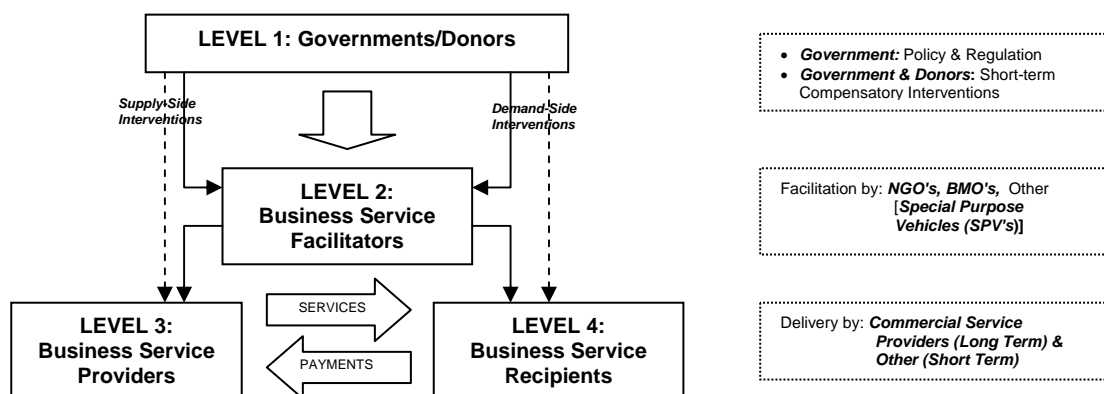 LEVEL 1: Governments/Donors
• Government: Policy & Regulation
• Government & Donors: Short-term
Compensatory Interventions
Supply-Side
Interventions
Demand-Side
Interventions
LEVEL 2:
Business Service
Facilitators
Facilitation by: NGO's, BMO's, Other
[Special Purpose
Vehicles (SPV's)]
SERVICES
PAYMENTS
LEVEL 3:
Business Service
Providers
LEVEL 4:
Business Service
Recipients
Delivery by: Commercial Service
Providers (Long Term) &
Other (Short Term)